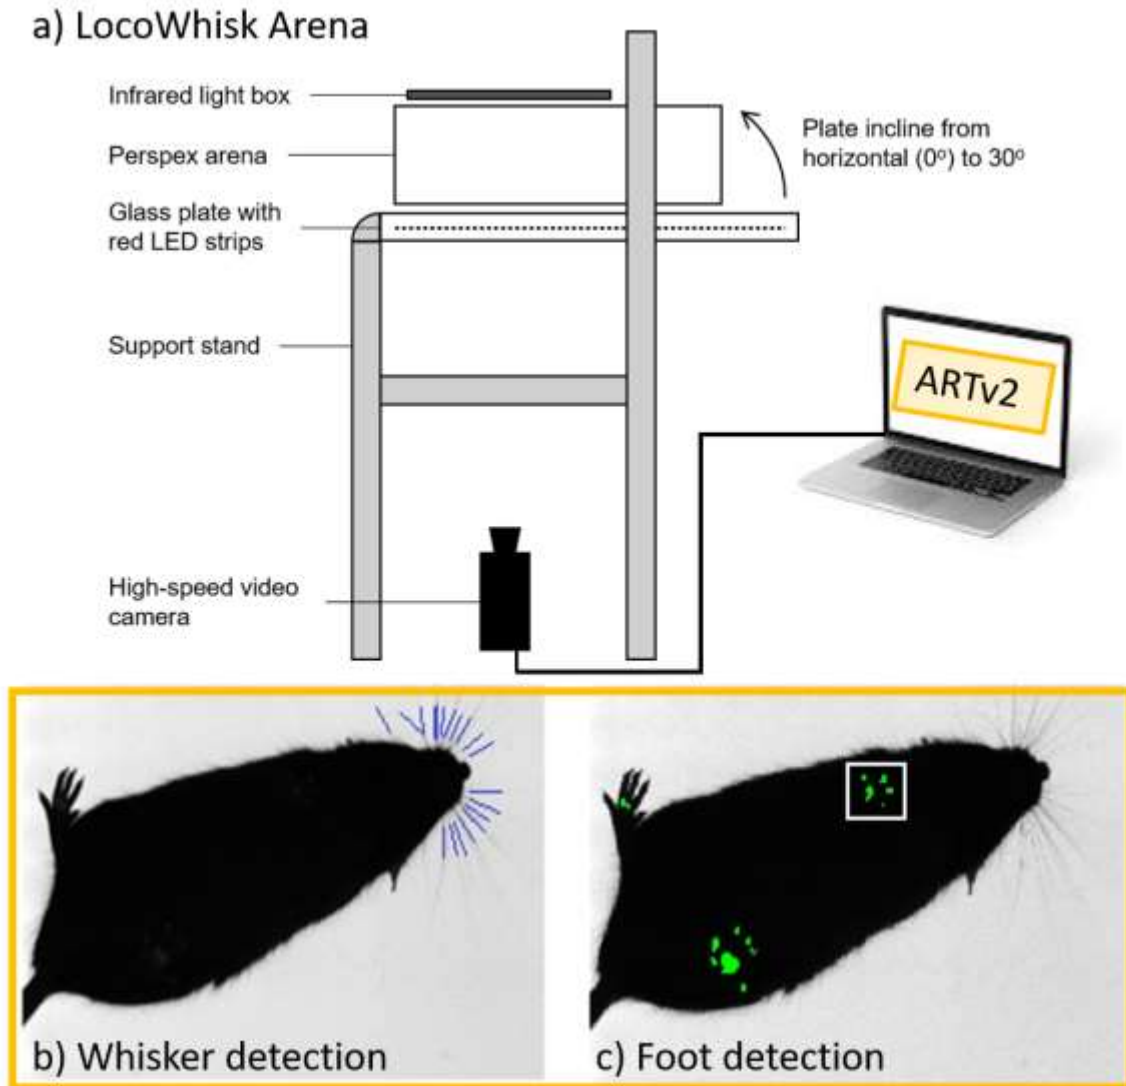 a) LocoWhisk Arena
Infrared light box
Perspex arena
Plate incline from
horizontal (0º) to 30º
Glass plate with
red LED strips
Support stand
ARTv2
High-speed video
camera
b) Whisker detection
c) Foot detection